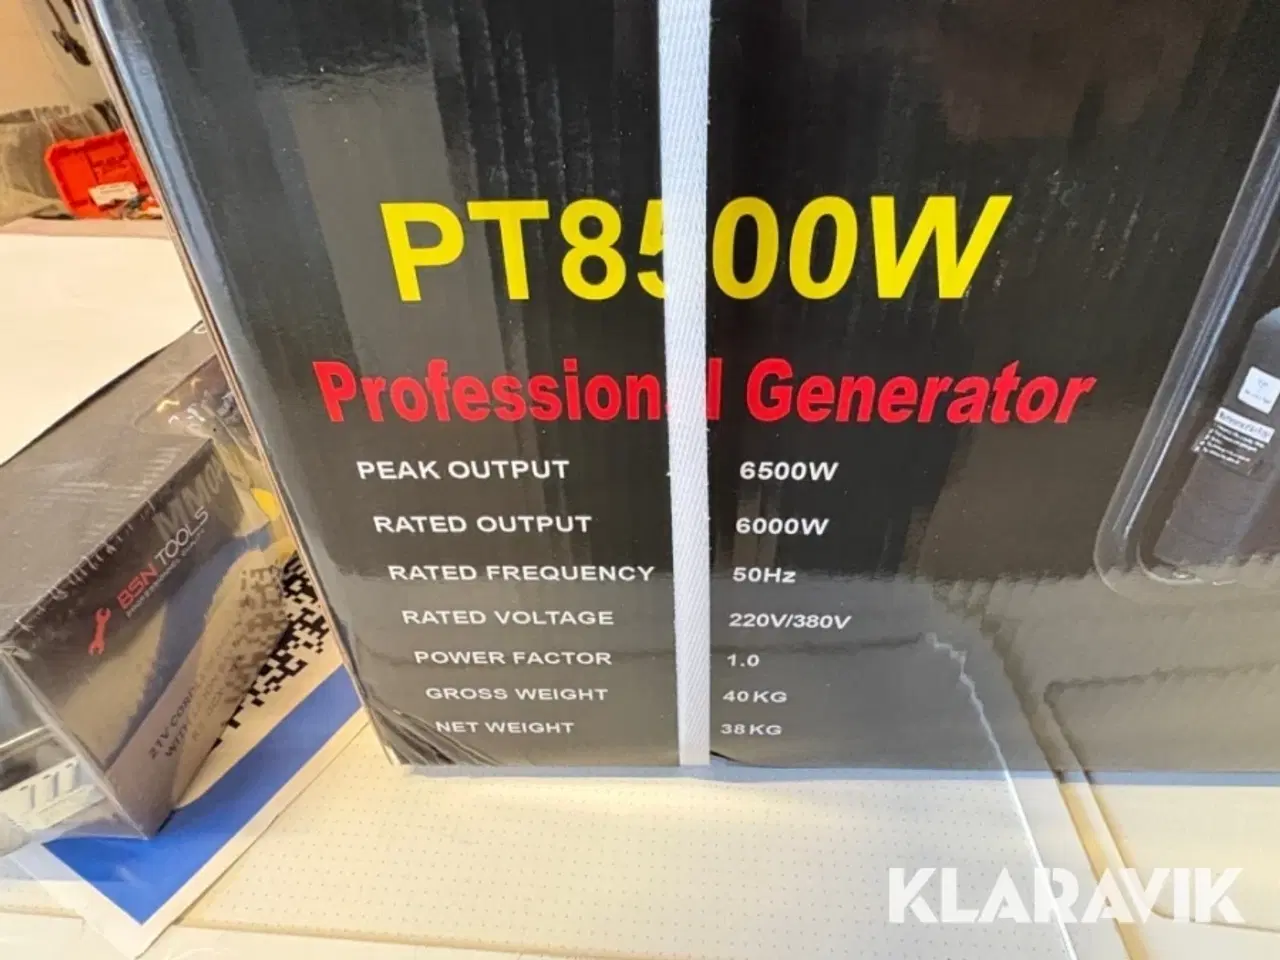 PT8500W
Professional Generator
PEAK OUTPUT 6500W
RATED OUTPUT 6000W
RATED FREQUENCY 50Hz
RATED VOLTAGE 220V/380V
POWER FACTOR 1.0
GROSS WEIGHT 40KG
NET WEIGHT 38KG
BSN TOOLS
21V
KLARAVIK